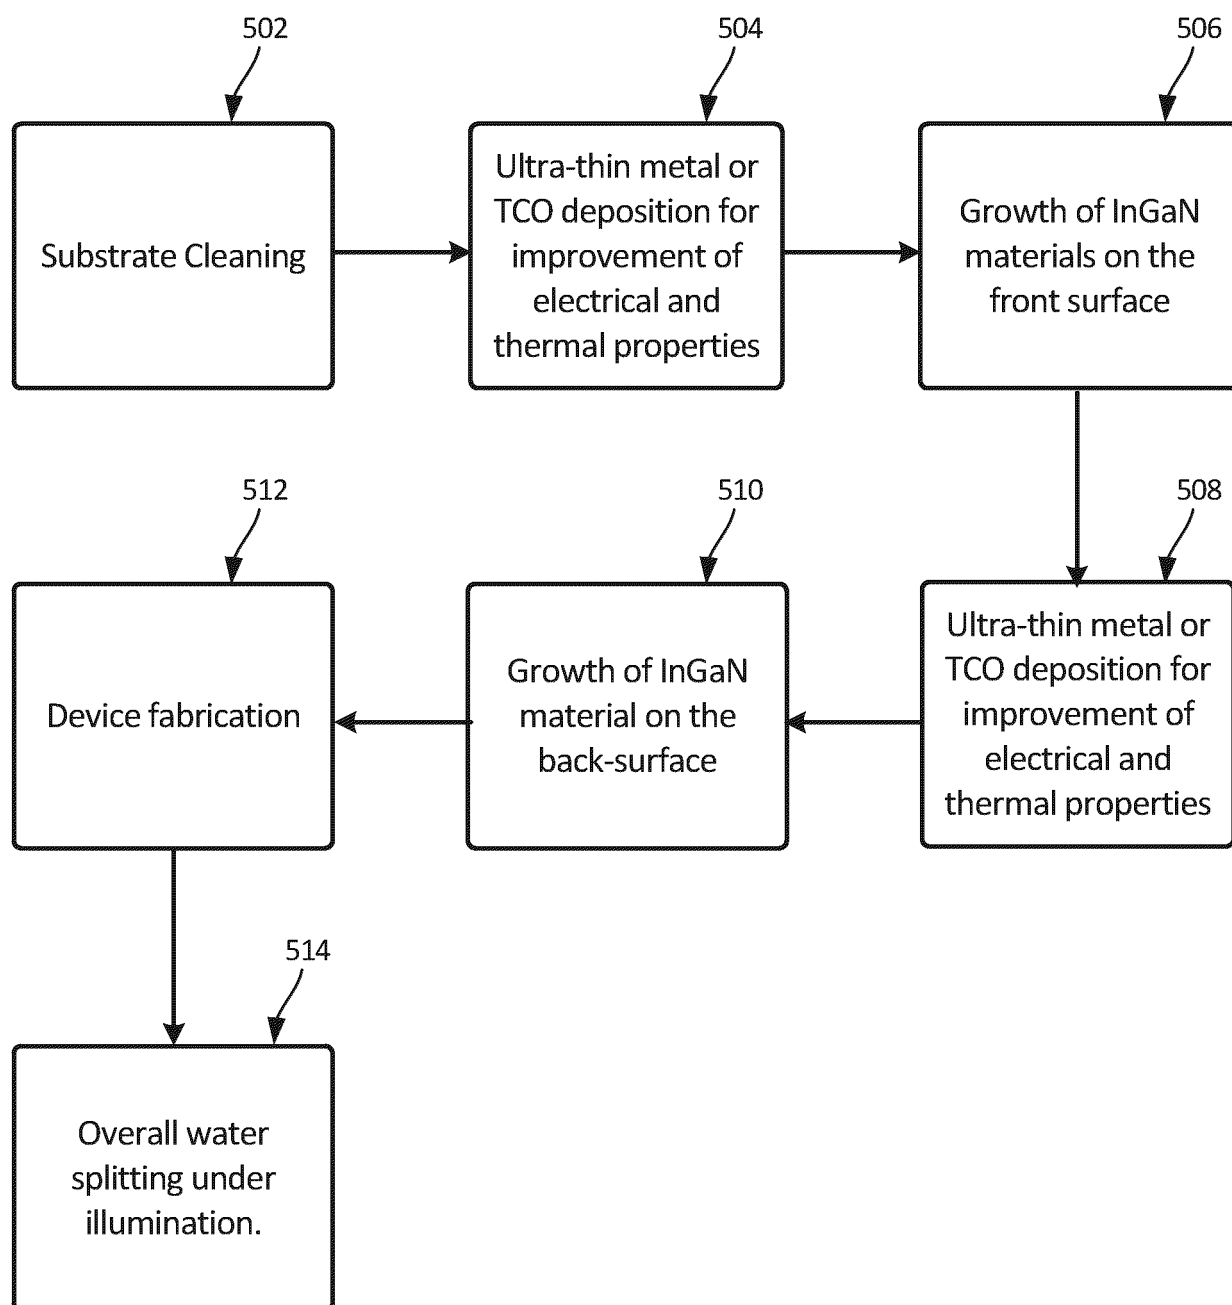 502
Substrate Cleaning
504
Ultra-thin metal or
TCO deposition for
improvement of
electrical and
thermal properties
506
Growth of InGaN
materials on the
front surface
508
Ultra-thin metal or
TCO deposition for
improvement of
electrical and
thermal properties
510
Growth of InGaN
material on the
back-surface
512
Device fabrication
514
Overall water
splitting under
illumination.